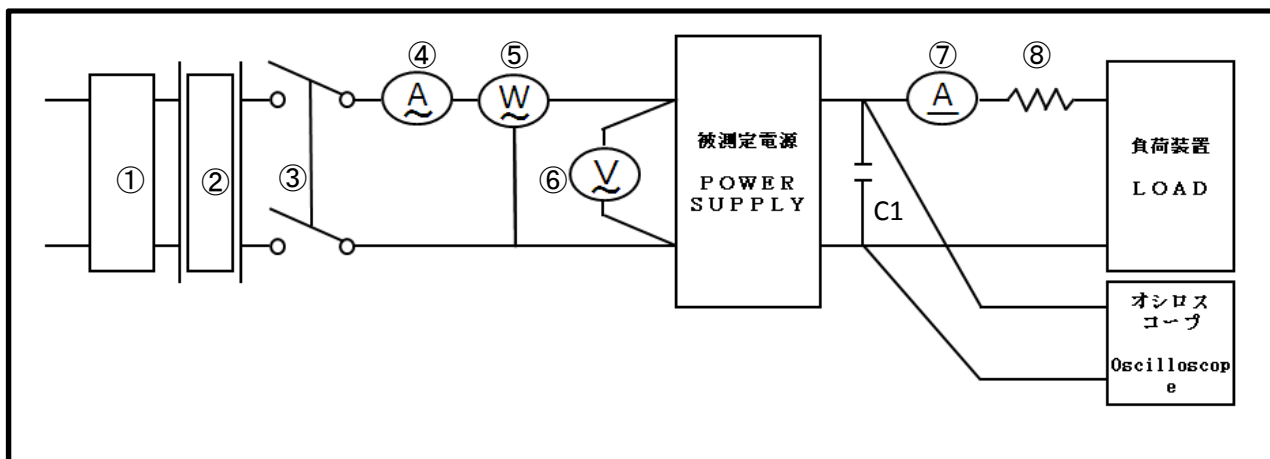 ①
②
③
④
A
~
⑤
W
~
⑥
V
~
被測定電源
POWER
SUPPLY
C1
⑦
A
⑧
負荷装置
LOAD
オシロス
コープ
Oscilloscop
e